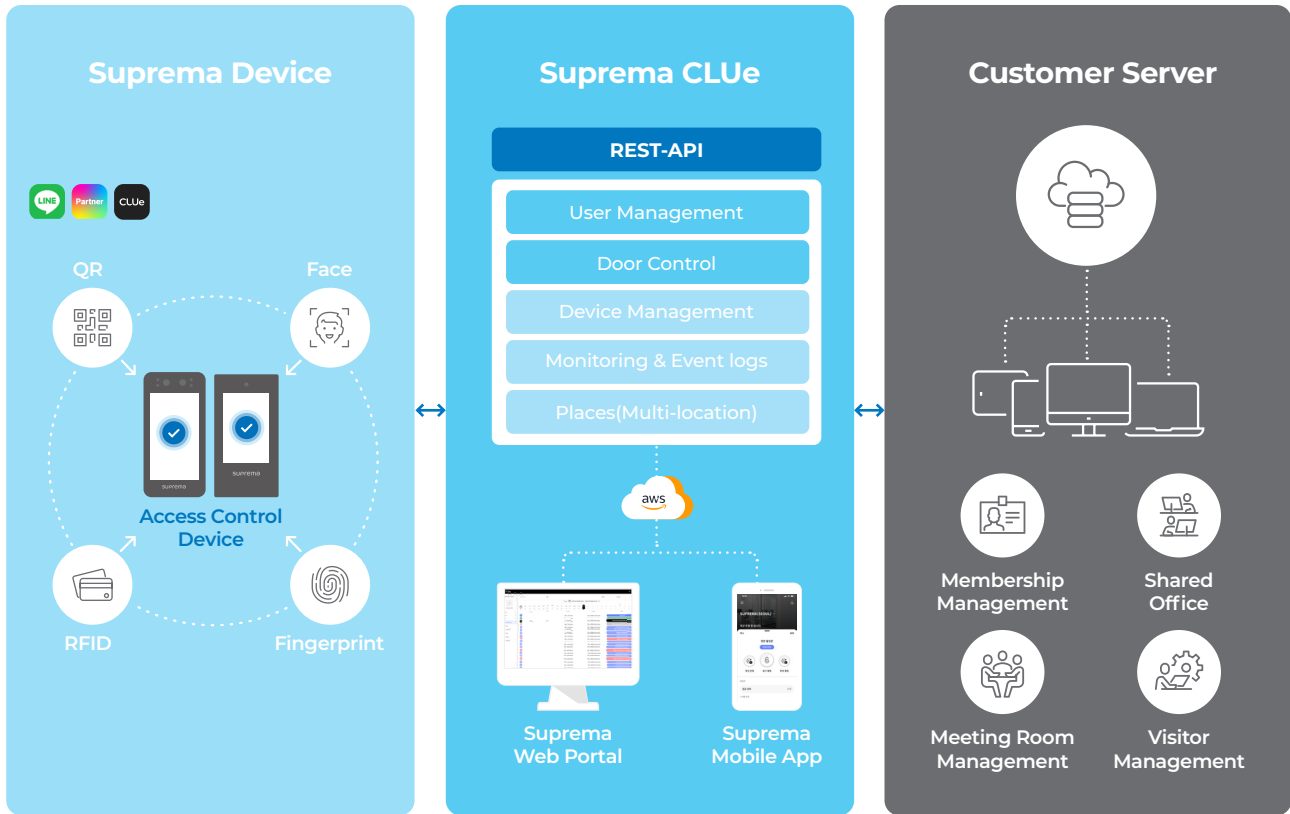 Suprema Device
LINE
Partner
CLUe
QR
Face
suprema
suprema
Access Control
Device
RFID
Fingerprint
Suprema CLUe
REST-API
User Management
Door Control
Device Management
Monitoring & Event logs
Places(Multi-location)
aws
Suprema
Web Portal
Suprema
Mobile App
Customer Server
Membership
Management
Shared
Office
Meeting Room
Management
Visitor
Management